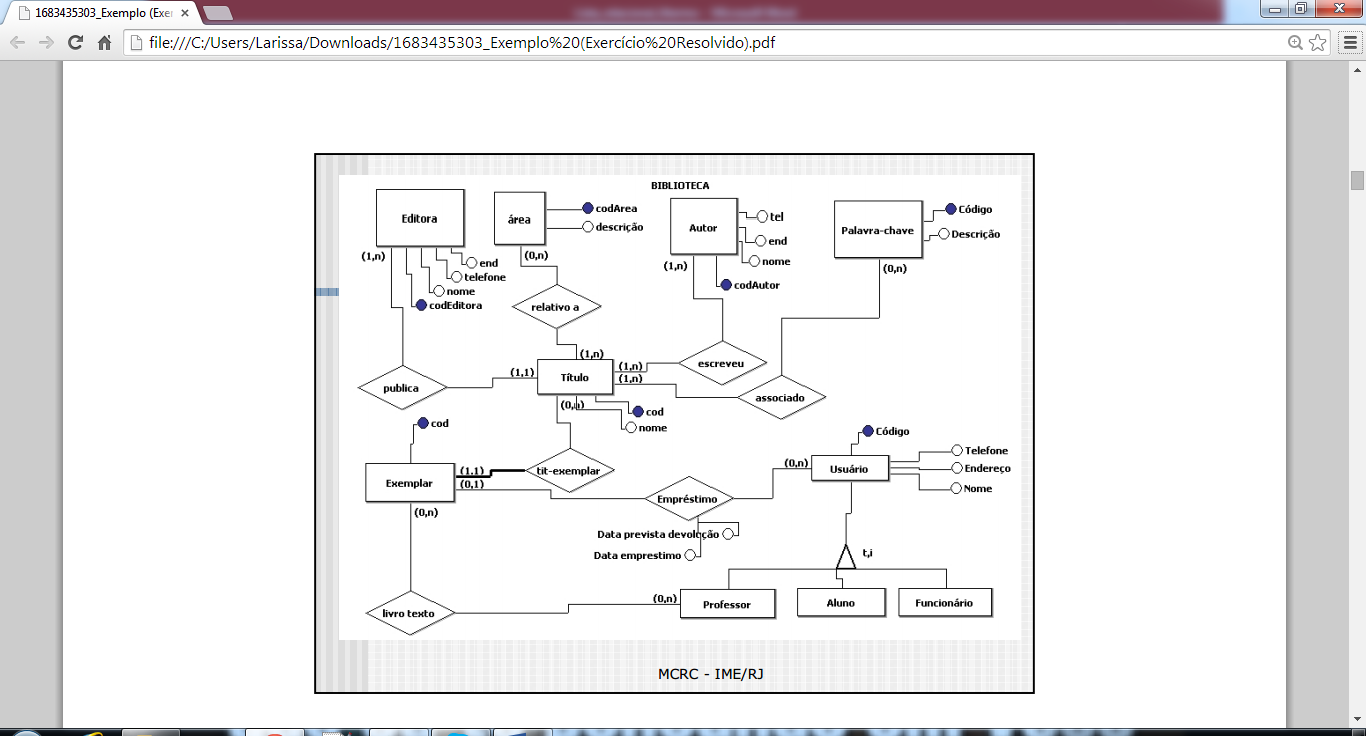 1683435303_Exemplo (Exer
file:///C:/Users/Larissa/Downloads/1683435303_Exemplo%20(Exercício%20Resolvido).pdf
BIBLIOTECA
Editora
(1,n)
end
telefone
nome
codEditora
área
codArea
descrição
(0,n)
Autor
tel
end
nome
codAutor
(1,n)
Palavra-chave
Código
Descrição
(0,n)
relativo a
(1,n)
publica
(1,1)
Título
(1,n)
(1,n)
escreveu
associado
(0,n)
cod
nome
cod
Exemplar
(1,1)
(0,1)
tit-exemplar
(0,n)
Empréstimo
(0,n)
Data prevista devolução
Data emprestimo
Usuário
Código
Telefone
Endereço
Nome
t,i
livro texto
(0,n)
Professor
Aluno
Funcionário
MCRC - IME/RJ